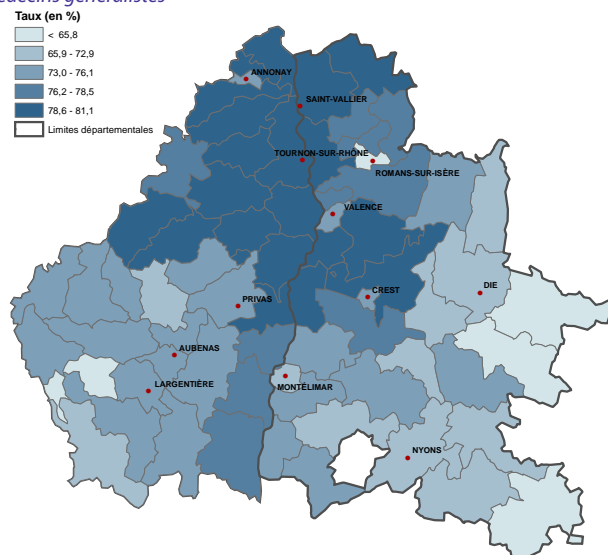 médecins généralistes
Taux (en %)
< 65,8
65,9 - 72,9
73,0 - 76,1
76,2 - 78,5
78,6 - 81,1
Limites départementales
ANNONAY
SAINT-VALLIER
TOURNON-SUR-RHÔNE
ROMANS-SUR-ISÈRE
VALENCE
DIE
CREST
PRIVAS
AUBENAS
MONTÉLIMAR
LARGENTIÈRE
NYONS